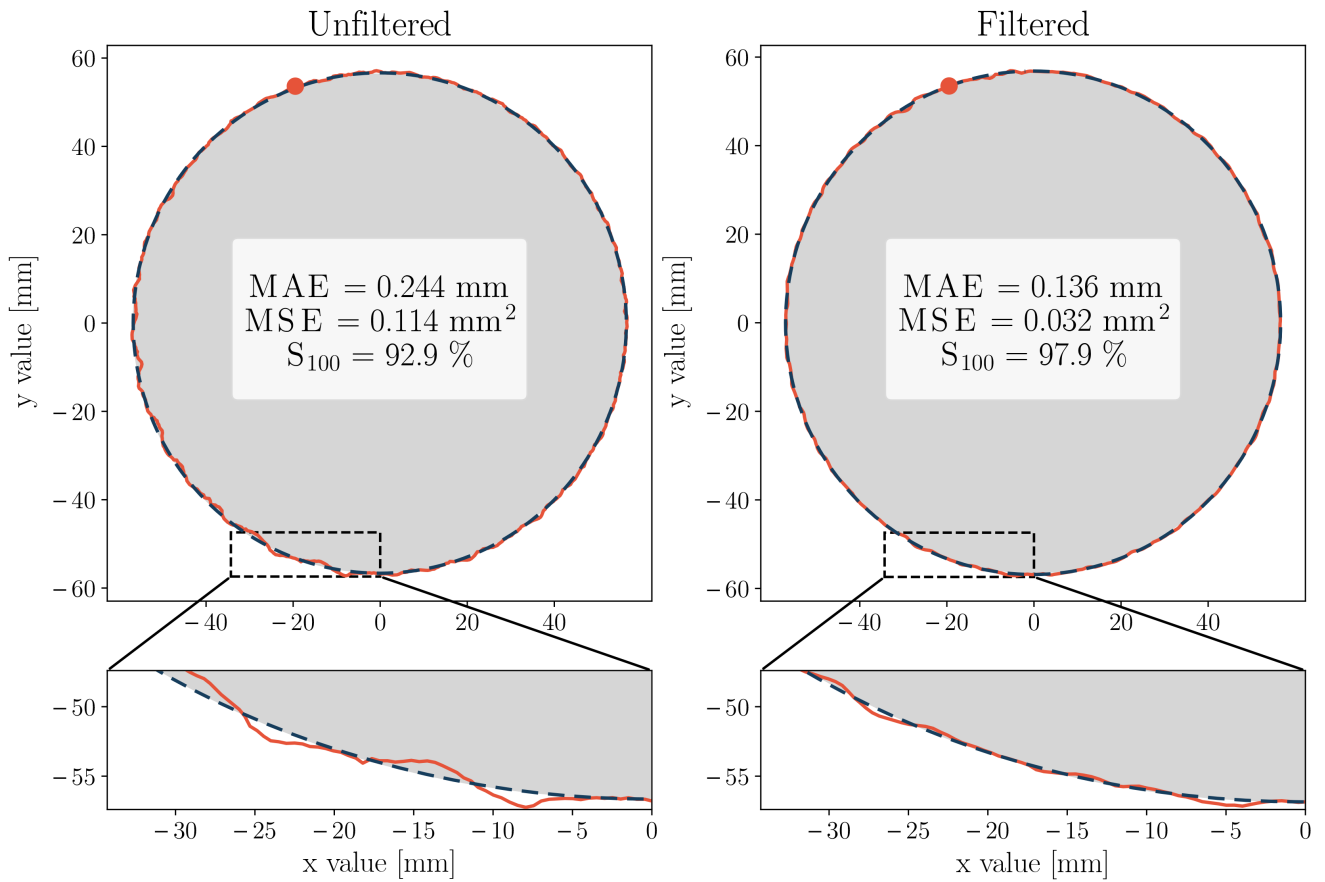 Unfiltered
60
40
20
0
−20
−40
−60
y value [mm]
MAE = 0.244 mm
MSE = 0.114 mm²
S₁₀₀ = 92.9 %
−40 −20 0 20 40
−50
−55
−30 −25 −20 −15 −10 −5 0
x value [mm]
Filtered
60
40
20
0
−20
−40
−60
y value [mm]
MAE = 0.136 mm
MSE = 0.032 mm²
S₁₀₀ = 97.9 %
−40 −20 0 20 40
−50
−55
−30 −25 −20 −15 −10 −5 0
x value [mm]